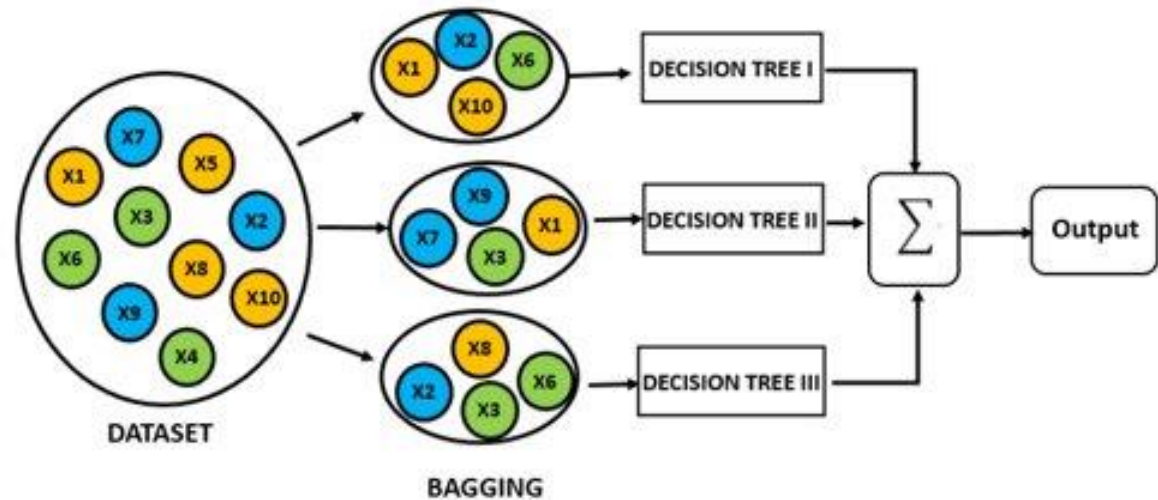 X7
X5
X1
X3
X2
X6
X8
X10
X9
X4
DATASET
X2
X1
X6
X10
X9
X1
X7
X3
X8
X6
X2
X3
BAGGING
DECISION TREE I
DECISION TREE II
DECISION TREE III
∑
Output